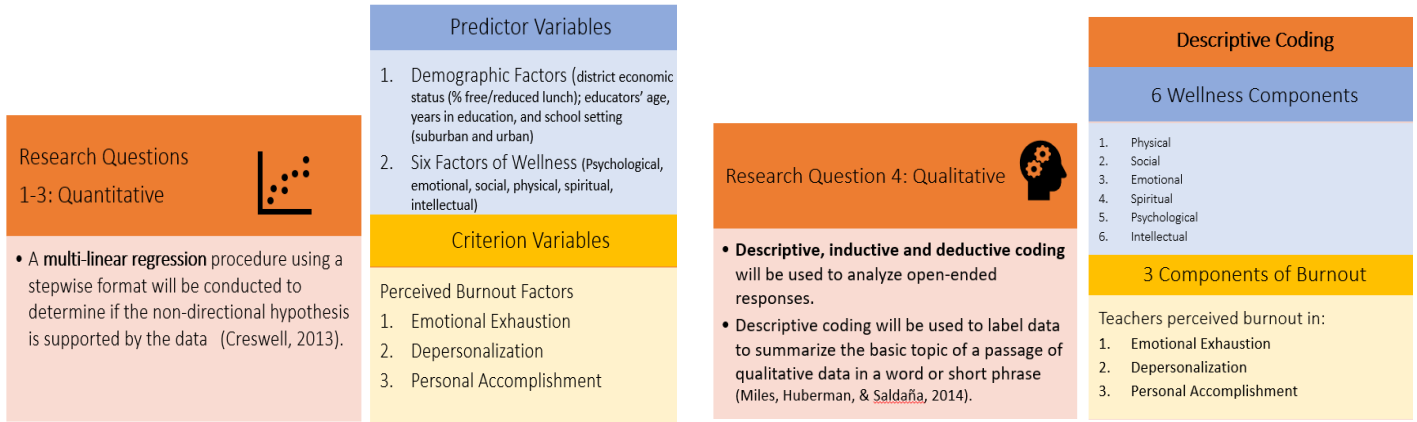 Research Questions
1-3: Quantitative
• A multi-linear regression procedure using a
stepwise format will be conducted to
determine if the non-directional hypothesis
is supported by the data (Creswell, 2013).
Predictor Variables
1. Demographic Factors (district economic
status (% free/reduced lunch); educators’ age,
years in education, and school setting
(suburban and urban)
2. Six Factors of Wellness (Psychological,
emotional, social, physical, spiritual,
intellectual)
Criterion Variables
Perceived Burnout Factors
1. Emotional Exhaustion
2. Depersonalization
3. Personal Accomplishment
Research Question 4: Qualitative
• Descriptive, inductive and deductive coding
will be used to analyze open-ended
responses.
• Descriptive coding will be used to label data
to summarize the basic topic of a passage of
qualitative data in a word or short phrase
(Miles, Huberman, & Saldaña, 2014).
Descriptive Coding
6 Wellness Components
1. Physical
2. Social
3. Emotional
4. Spiritual
5. Psychological
6. Intellectual
3 Components of Burnout
Teachers perceived burnout in:
1. Emotional Exhaustion
2. Depersonalization
3. Personal Accomplishment